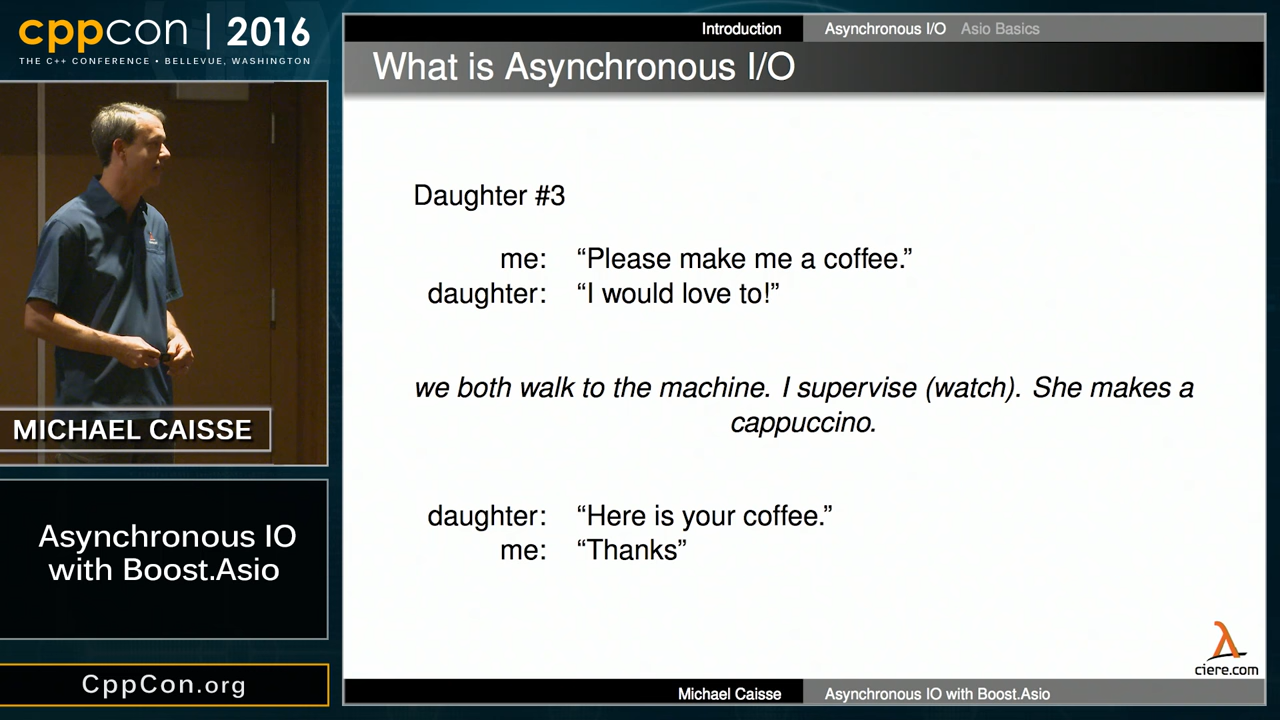 cppcon | 2016
THE C++ CONFERENCE • BELLEVUE, WASHINGTON
MICHAEL CAISSE
Asynchronous IO
with Boost.Asio
CppCon.org
Introduction Asynchronous I/O Asio Basics
What is Asynchronous I/O
Daughter #3
me: “Please make me a coffee.”
daughter: “I would love to!”
we both walk to the machine. I supervise (watch). She makes a
cappuccino.
daughter: “Here is your coffee.”
me: “Thanks”
ciere.com
Michael Caisse Asynchronous IO with Boost.Asio